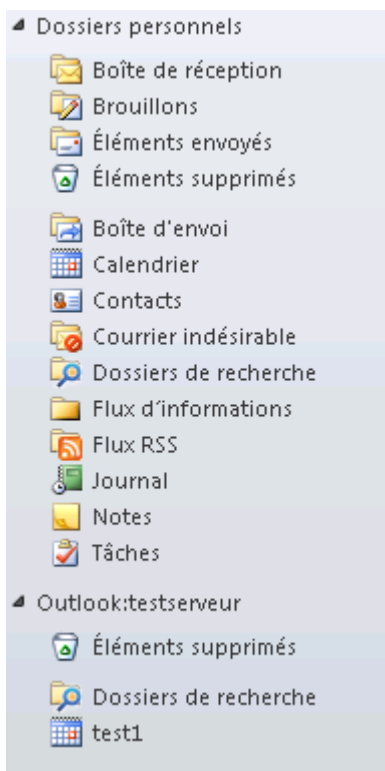 Dossiers personnels
Boîte de réception
Brouillons
Éléments envoyés
Éléments supprimés
Boîte d'envoi
Calendrier
Contacts
Courrier indésirable
Dossiers de recherche
Flux d´informations
Flux RSS
Journal
Notes
Tâches
Outlook:testserveur
Éléments supprimés
Dossiers de recherche
test1